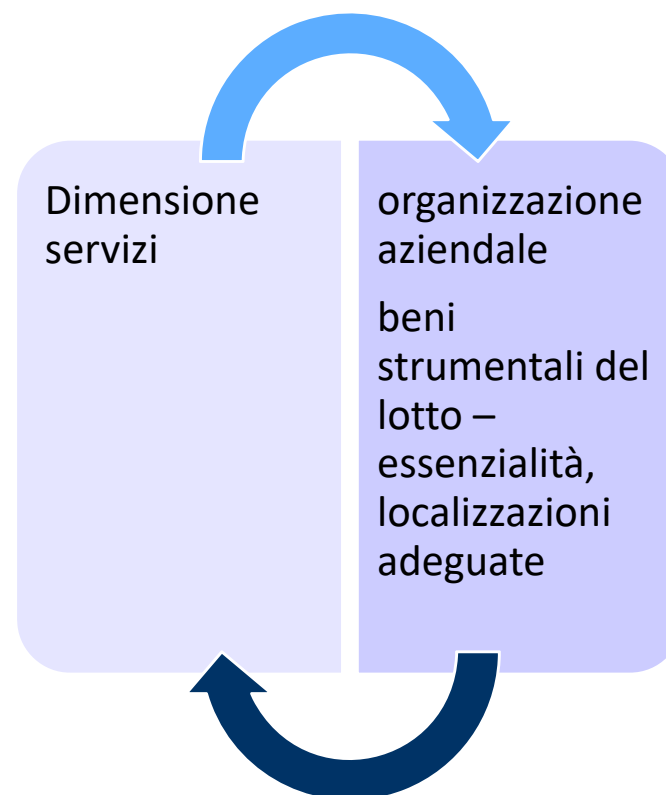 Dimensione
servizi
organizzazione
aziendale
beni
strumentali del
lotto –
essenzialità,
localizzazioni
adeguate